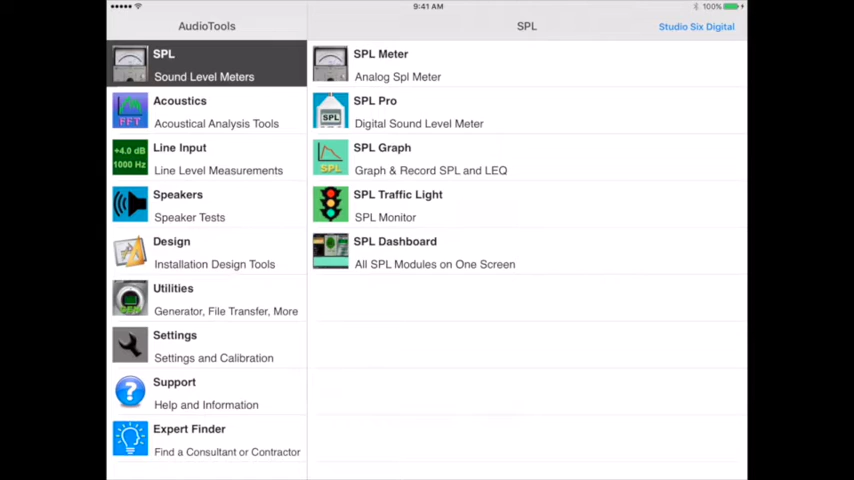 9:41 AM
100%
AudioTools
SPL
Studio Six Digital
SPL
Sound Level Meters
Acoustics
Acoustical Analysis Tools
FFT
Line Input
Line Level Measurements
+4.0 dB
1000 Hz
Speakers
Speaker Tests
Design
Installation Design Tools
Utilities
Generator, File Transfer, More
Settings
Settings and Calibration
Support
Help and Information
?
Expert Finder
Find a Consultant or Contractor
SPL Meter
Analog Spl Meter
SPL Pro
Digital Sound Level Meter
SPL
SPL Graph
Graph & Record SPL and LEQ
SPL
SPL Traffic Light
SPL Monitor
SPL Dashboard
All SPL Modules on One Screen